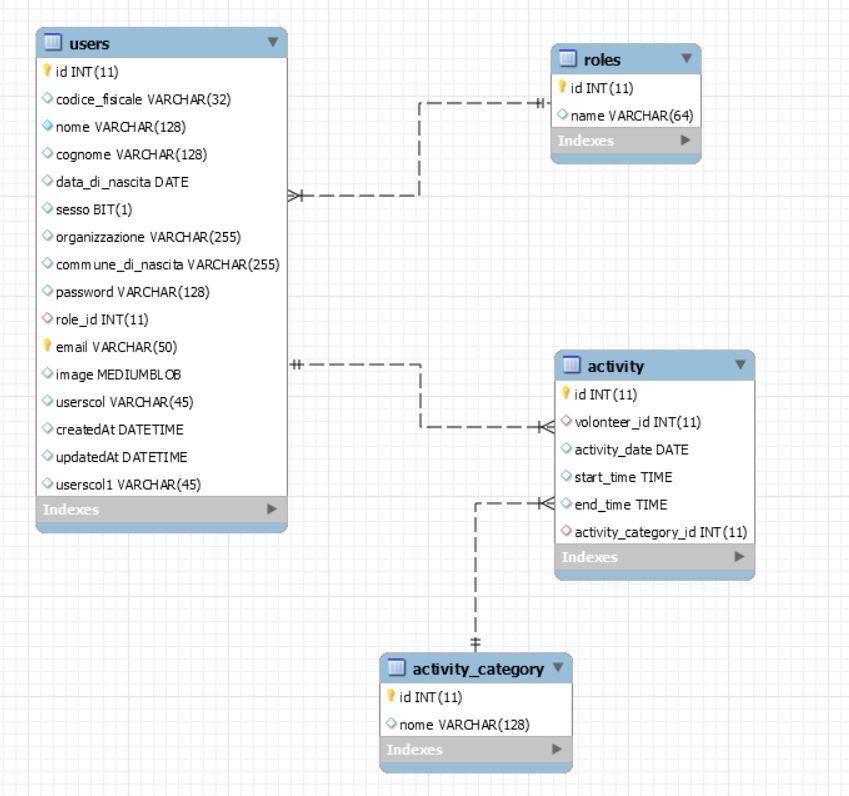 users
id INT(11)
codice_fisicale VARCHAR(32)
nome VARCHAR(128)
cognome VARCHAR(128)
data_di_nascita DATE
sesso BIT(1)
organizzazione VARCHAR(255)
commune_di_nascita VARCHAR(255)
password VARCHAR(128)
role_id INT(11)
email VARCHAR(50)
image MEDIUMBLOB
userscol VARCHAR(45)
createdAt DATETIME
updatedAt DATETIME
userscol1 VARCHAR(45)
Indexes
roles
id INT(11)
name VARCHAR(64)
Indexes
activity
id INT(11)
volonteer_id INT(11)
activity_date DATE
start_time TIME
end_time TIME
activity_category_id INT(11)
Indexes
activity_category
id INT(11)
nome VARCHAR(128)
Indexes